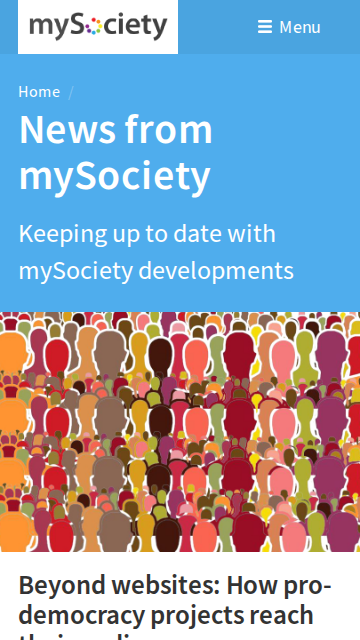 mySociety
Menu
Home /
News from
mySociety
Keeping up to date with
mySociety developments
Beyond websites: How pro-
democracy projects reach